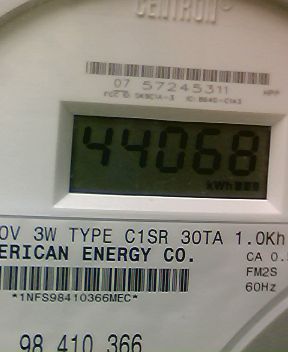 CENTRON®
07 57245311
44068
kWh
0V 3W TYPE C1SR 30TA 1.0Kh
ERICAN ENERGY CO.
CA 0.
FM2S
*1NFS98410366MEC*
60Hz
98 410 366